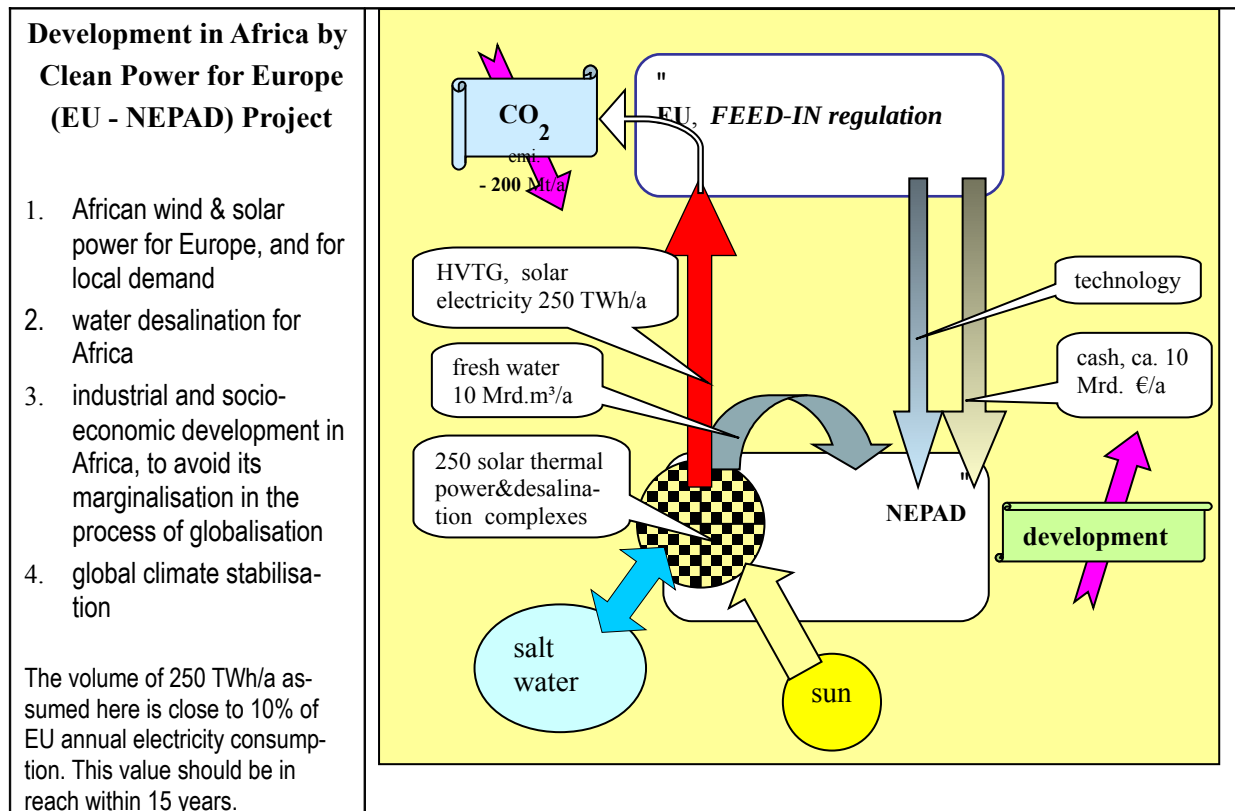 Development in Africa by
Clean Power for Europe
(EU - NEPAD) Project
1. African wind & solar
power for Europe, and for
local demand
2. water desalination for
Africa
3. industrial and socio-
economic development in
Africa, to avoid its
marginalisation in the
process of globalisation
4. global climate stabilisa-
tion
The volume of 250 TWh/a as-
sumed here is close to 10% of
EU annual electricity consump-
tion. This value should be in
reach within 15 years.
CO2
emi.
- 200 Mt/a
"
EU, FEED-IN regulation
HVTG, solar
electricity 250 TWh/a
technology
fresh water
10 Mrd.m³/a
cash, ca. 10
Mrd. €/a
250 solar thermal
power&desalina-
tion complexes
"
NEPAD
development
salt
water
sun